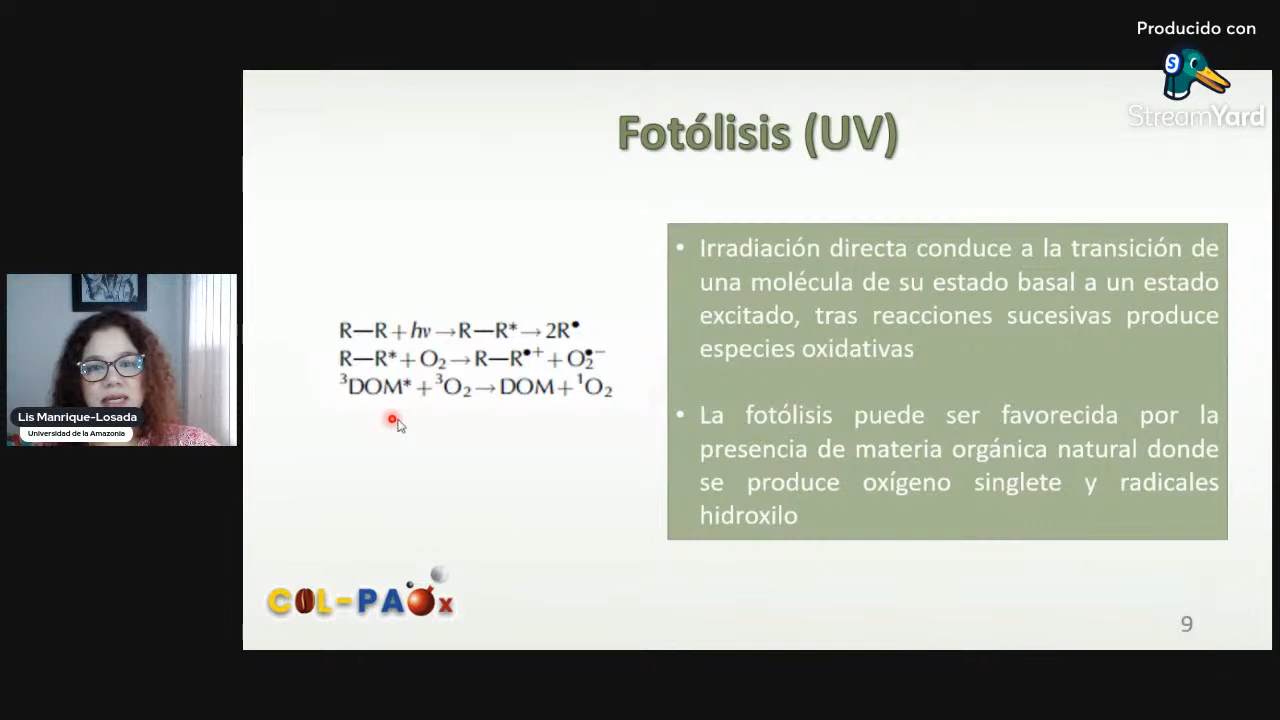 Producido con
StreamYard
Fotólisis (UV)
R—R + hν → R—R* → 2R•
R—R* + O₂ → R—R•⁺ + O₂•⁻
³DOM* + ³O₂ → DOM + ¹O₂
• Irradiación directa conduce a la transición de
una molécula de su estado basal a un estado
excitado, tras reacciones sucesivas produce
especies oxidativas
• La fotólisis puede ser favorecida por la
presencia de materia orgánica natural donde
se produce oxígeno singlete y radicales
hidroxilo
Lis Manrique-Losada
Universidad de la Amazonia
COL-PAOx
9